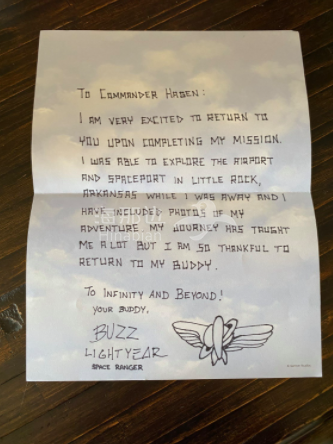 To Commander Hagen:
I am very excited to return to
you upon completing my mission.
I was able to explore the airport
and spaceport in Little Rock,
Arkansas while I was away and I
have included photos of my
adventure. My journey has taught
me a lot but I am so thankful to
return to my buddy.
To infinity and beyond!
your buddy,
Buzz
Lightyear
Space Ranger